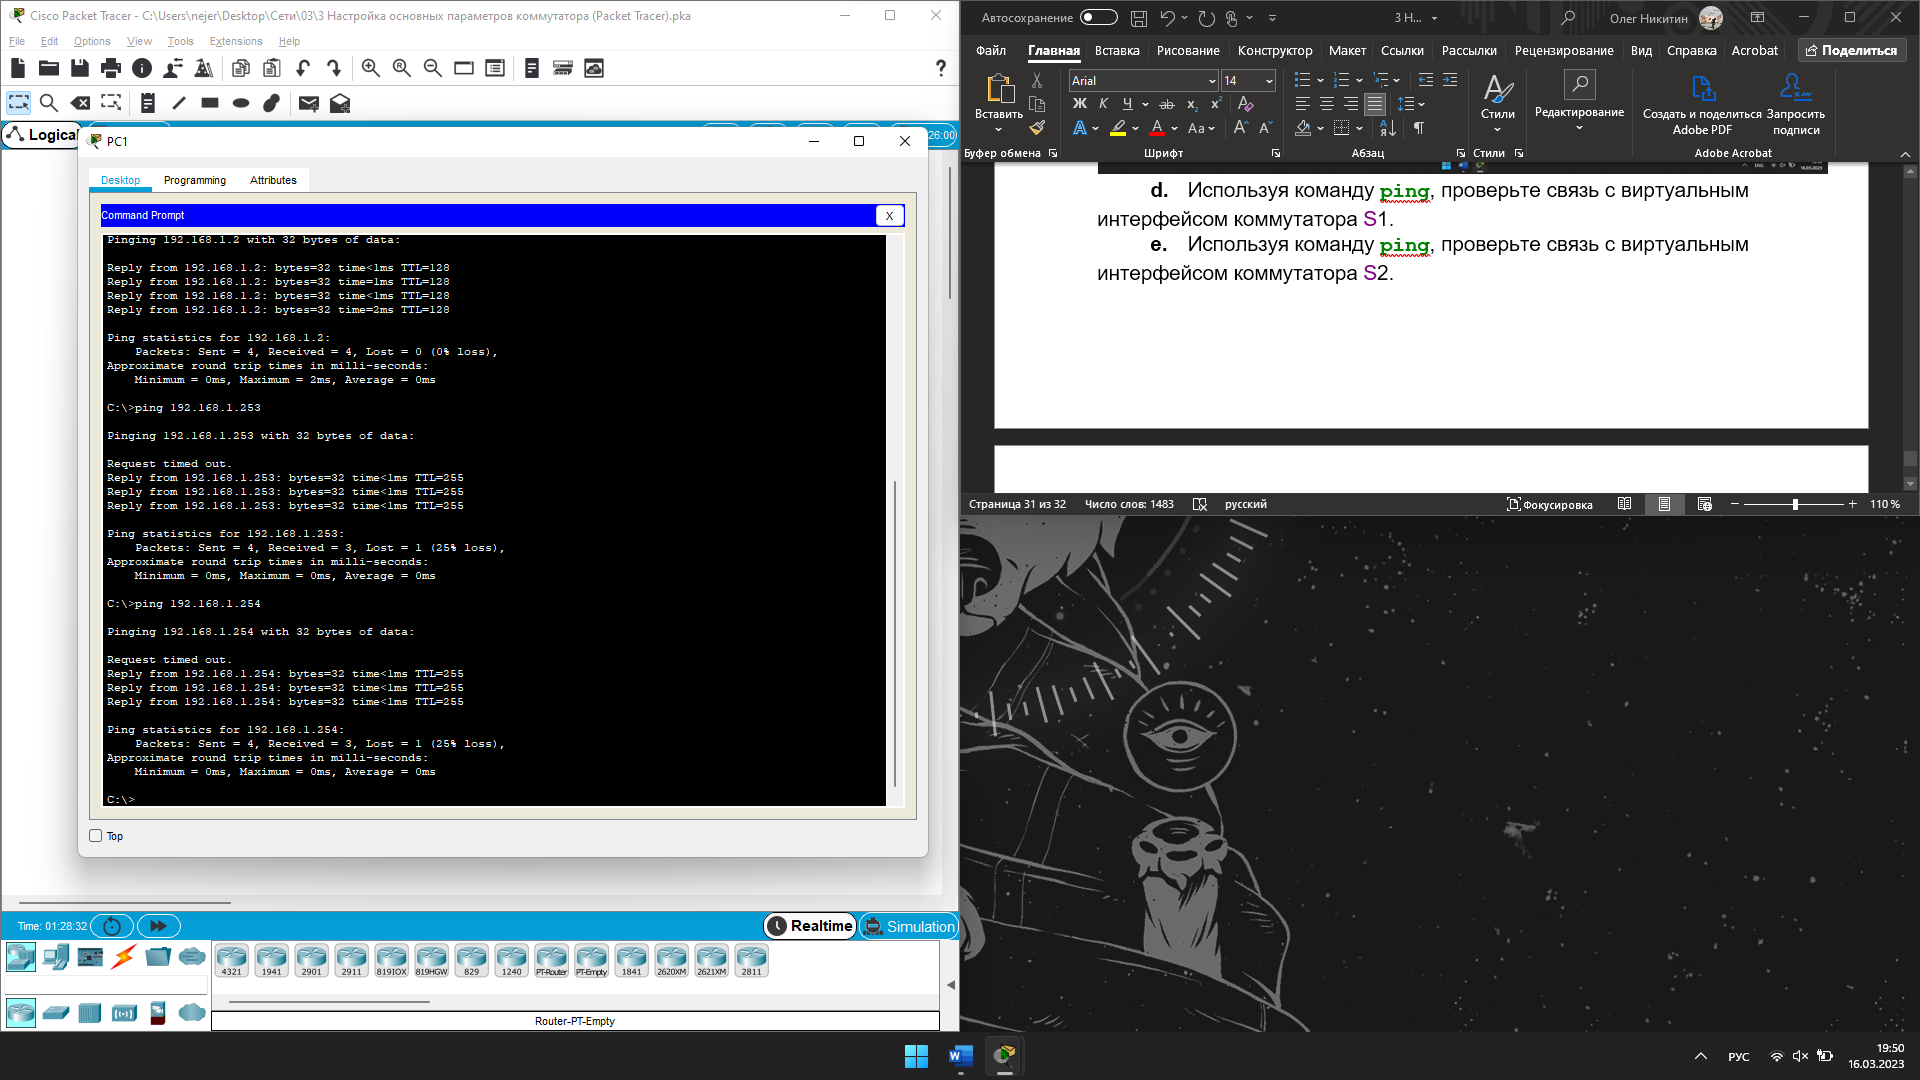 Cisco Packet Tracer - C:\Users\nejer\Desktop\Сети\03\3 Настройка основных параметров коммутатора (Packet Tracer).pka
File Edit Options View Tools Extensions Help
?
Logical
26:00
PC1
Desktop Programming Attributes
Command Prompt
X
Pinging 192.168.1.2 with 32 bytes of data:
Reply from 192.168.1.2: bytes=32 time<1ms TTL=128
Reply from 192.168.1.2: bytes=32 time=1ms TTL=128
Reply from 192.168.1.2: bytes=32 time<1ms TTL=128
Reply from 192.168.1.2: bytes=32 time=2ms TTL=128
Ping statistics for 192.168.1.2:
Packets: Sent = 4, Received = 4, Lost = 0 (0% loss),
Approximate round trip times in milli-seconds:
Minimum = 0ms, Maximum = 2ms, Average = 0ms
C:\>ping 192.168.1.253
Pinging 192.168.1.253 with 32 bytes of data:
Request timed out.
Reply from 192.168.1.253: bytes=32 time<1ms TTL=255
Reply from 192.168.1.253: bytes=32 time<1ms TTL=255
Reply from 192.168.1.253: bytes=32 time<1ms TTL=255
Ping statistics for 192.168.1.253:
Packets: Sent = 4, Received = 3, Lost = 1 (25% loss),
Approximate round trip times in milli-seconds:
Minimum = 0ms, Maximum = 0ms, Average = 0ms
C:\>ping 192.168.1.254
Pinging 192.168.1.254 with 32 bytes of data:
Request timed out.
Reply from 192.168.1.254: bytes=32 time<1ms TTL=255
Reply from 192.168.1.254: bytes=32 time<1ms TTL=255
Reply from 192.168.1.254: bytes=32 time<1ms TTL=255
Ping statistics for 192.168.1.254:
Packets: Sent = 4, Received = 3, Lost = 1 (25% loss),
Approximate round trip times in milli-seconds:
Minimum = 0ms, Maximum = 0ms, Average = 0ms
C:\>
Top
Time: 01:28:32
Realtime Simulation
4321 1941 2901 2911 819IOX 819HGW 829 1240 PT-Router PT-Empty 1841 2620XM 2621XM 2811
Router-PT-Empty
Автосохранение
3 Н...
Олег Никитин
Файл Главная Вставка Рисование Конструктор Макет Ссылки Рассылки Рецензирование Вид Справка Acrobat Поделиться
Вставить
Буфер обмена
Arial 14
Ж К Ч ab x₂ x²
A A Aa A A
Шрифт
Абзац
Стили
Стили
Редактирование
Создать и поделиться Adobe PDF
Запросить подписи
Adobe Acrobat
d. Используя команду ping, проверьте связь с виртуальным
интерфейсом коммутатора S1.
e. Используя команду ping, проверьте связь с виртуальным
интерфейсом коммутатора S2.
Страница 31 из 32 Число слов: 1483 русский Фокусировка 110 %
РУС
19:50
16.03.2023